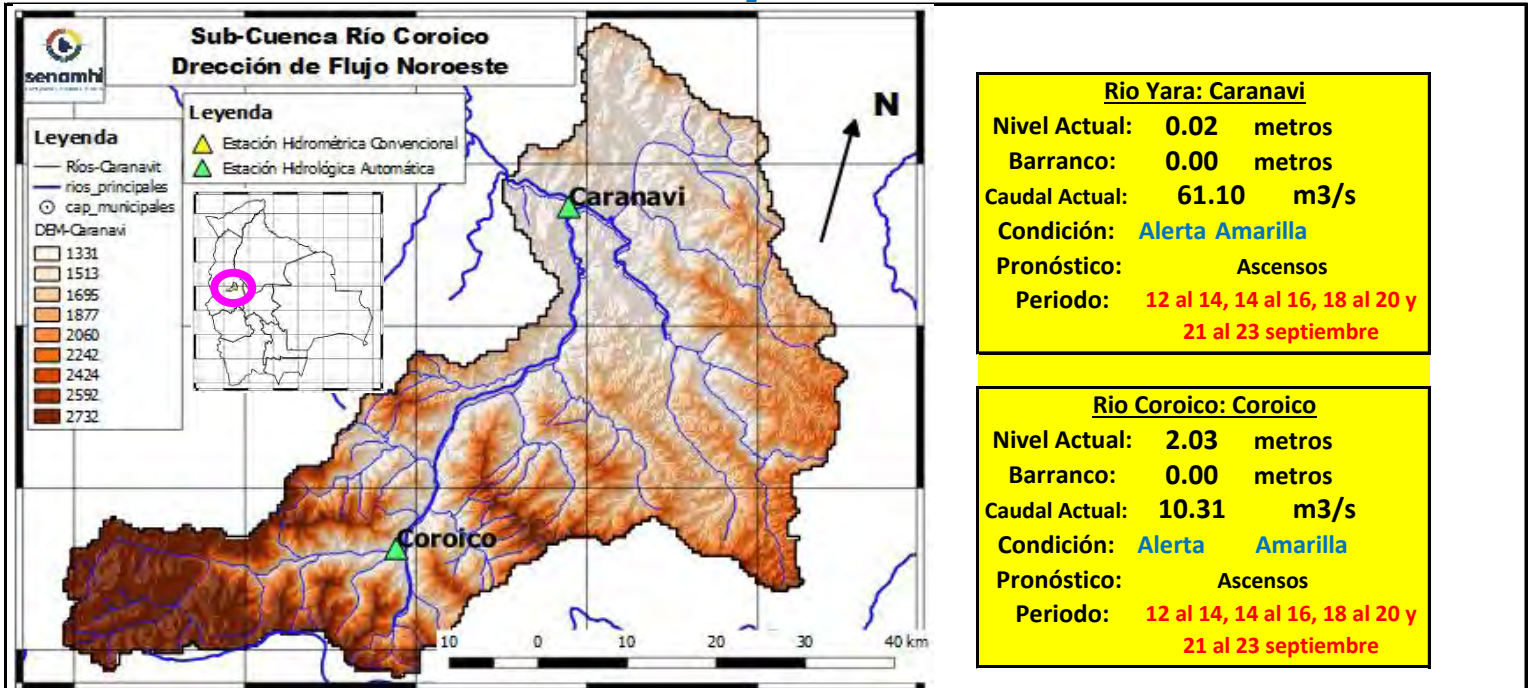 senamhi
Sub-Cuenca Río Coroico
Drección de Flujo Noroeste
Leyenda
Estación Hidrométrica Convencional
Estación Hidrológica Automática
Leyenda
Ríos-Caranavit
rios_principales
cap_municipales
DEM-Caranavi
1331
1513
1695
1877
2060
2242
2424
2592
2732
N
Caranavi
Coroico
10 0 10 20 30 40 km
Rio Yara: Caranavi
Nivel Actual: 0.02 metros
Barranco: 0.00 metros
Caudal Actual: 61.10 m3/s
Condición: Alerta Amarilla
Pronóstico: Ascensos
Periodo: 12 al 14, 14 al 16, 18 al 20 y
21 al 23 septiembre
Rio Coroico: Coroico
Nivel Actual: 2.03 metros
Barranco: 0.00 metros
Caudal Actual: 10.31 m3/s
Condición: Alerta Amarilla
Pronóstico: Ascensos
Periodo: 12 al 14, 14 al 16, 18 al 20 y
21 al 23 septiembre